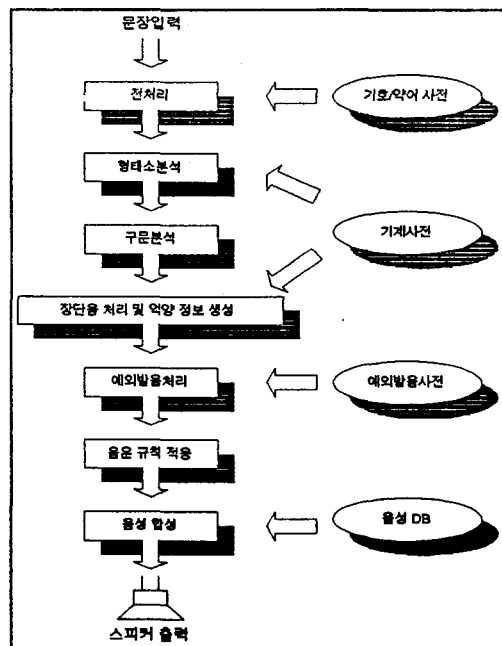 문장입력
전처리
기호/약어 사전
형태소분석
구문분석
기계사전
장단음 처리 및 억양 정보 생성
예외발음처리
예외발음사전
음운 규칙 적용
음성 합성
음성 DB
스피커 출력